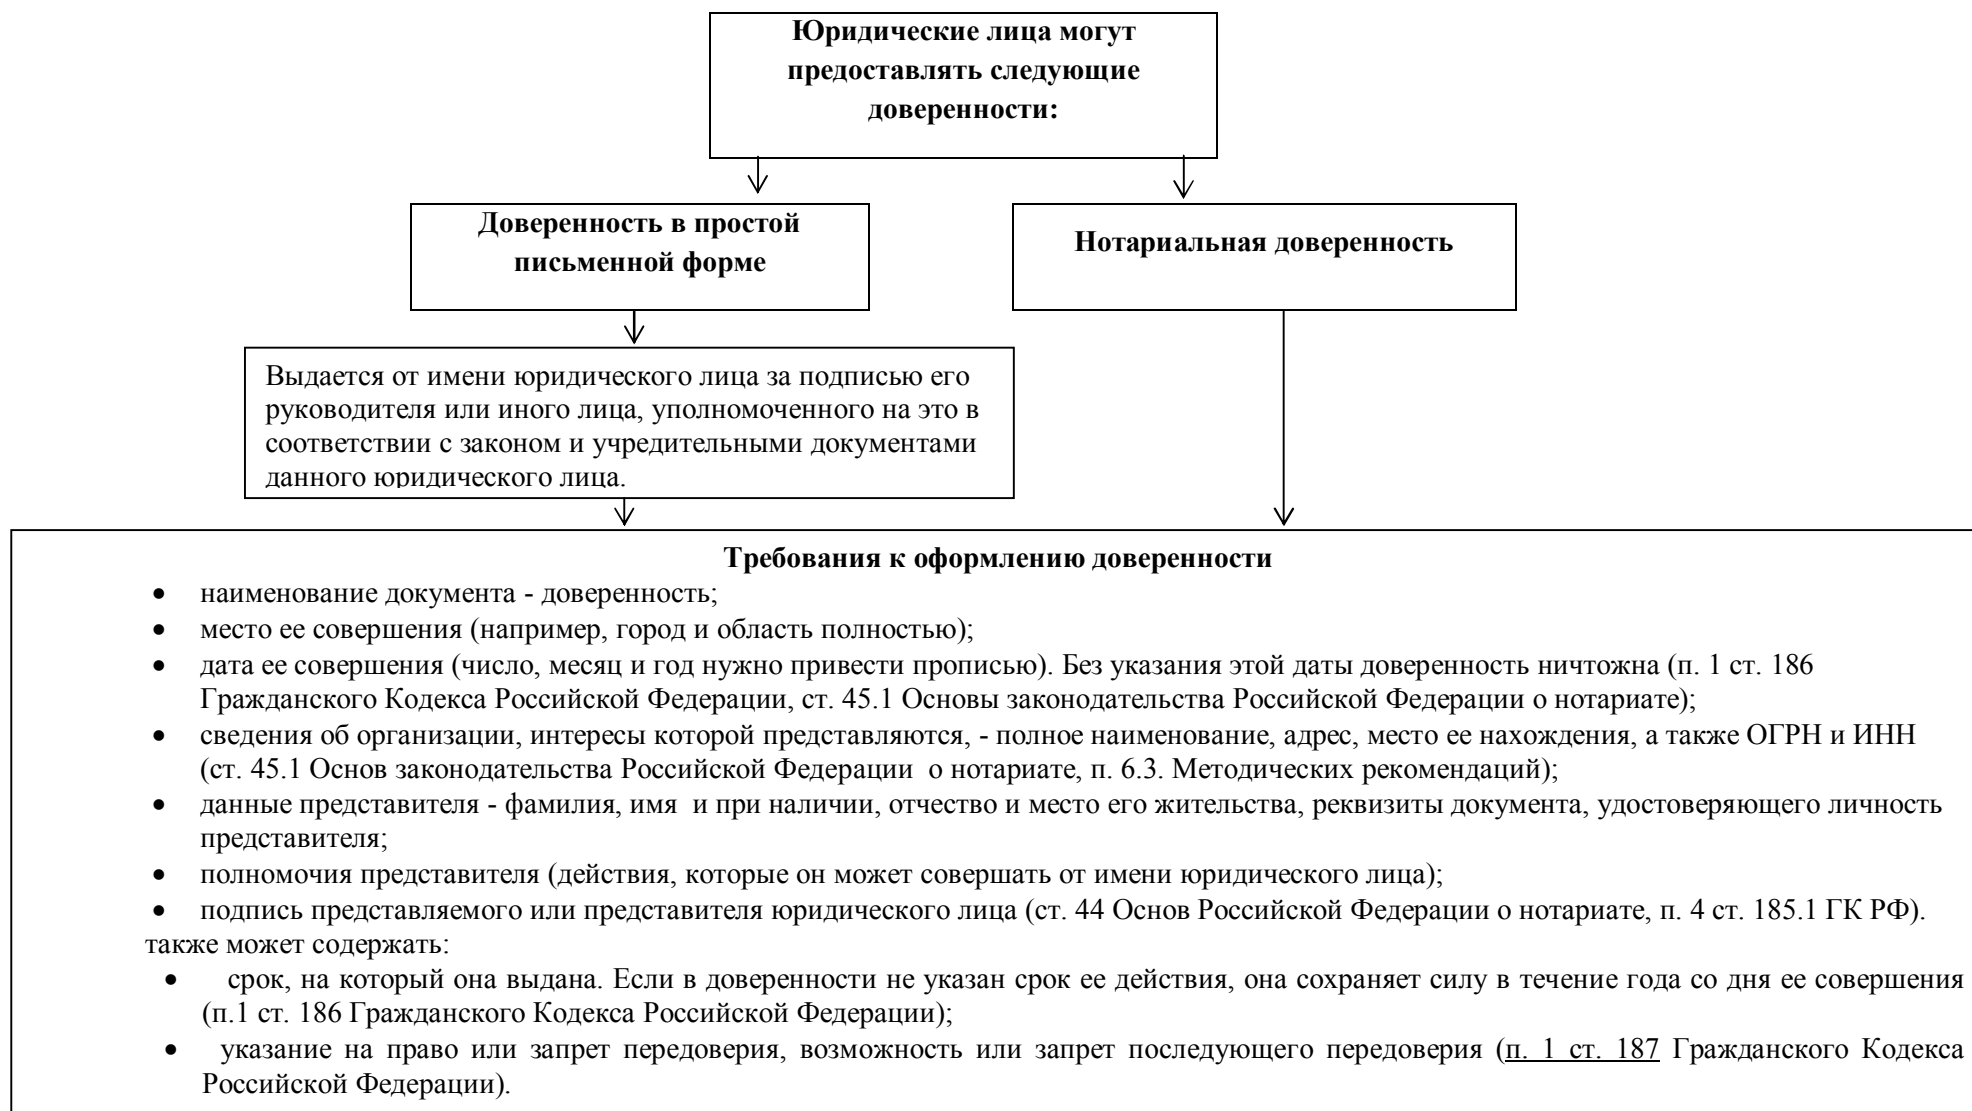 Юридические лица могут
предоставлять следующие
доверенности:
Доверенность в простой
письменной форме
Нотариальная доверенность
Выдается от имени юридического лица за подписью его
руководителя или иного лица, уполномоченного на это в
соответствии с законом и учредительными документами
данного юридического лица.
Требования к оформлению доверенности
• наименование документа - доверенность;
• место ее совершения (например, город и область полностью);
• дата ее совершения (число, месяц и год нужно привести прописью). Без указания этой даты доверенность ничтожна (п. 1 ст. 186
Гражданского Кодекса Российской Федерации, ст. 45.1 Основы законодательства Российской Федерации о нотариате);
• сведения об организации, интересы которой представляются, - полное наименование, адрес, место ее нахождения, а также ОГРН и ИНН
(ст. 45.1 Основ законодательства Российской Федерации о нотариате, п. 6.3. Методических рекомендаций);
• данные представителя - фамилия, имя и при наличии, отчество и место его жительства, реквизиты документа, удостоверяющего личность
представителя;
• полномочия представителя (действия, которые он может совершать от имени юридического лица);
• подпись представляемого или представителя юридического лица (ст. 44 Основ Российской Федерации о нотариате, п. 4 ст. 185.1 ГК РФ).
также может содержать:
• срок, на который она выдана. Если в доверенности не указан срок ее действия, она сохраняет силу в течение года со дня ее совершения
(п.1 ст. 186 Гражданского Кодекса Российской Федерации);
• указание на право или запрет передоверия, возможность или запрет последующего передоверия (п. 1 ст. 187 Гражданского Кодекса
Российской Федерации).